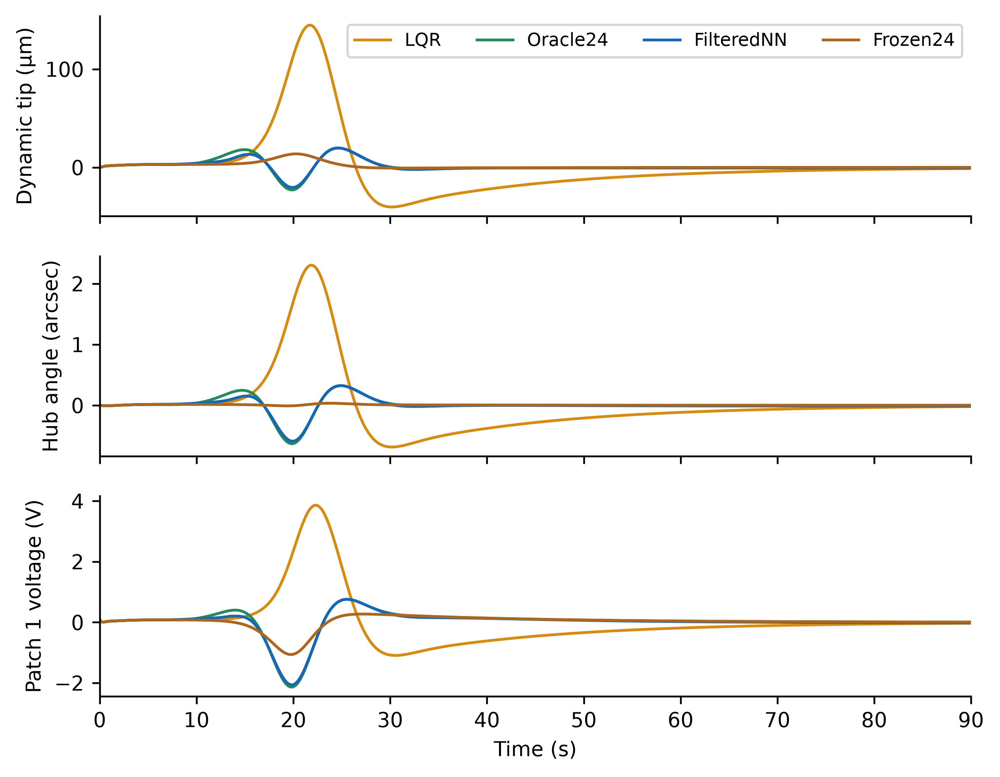 LQR Oracle24 FilteredNN Frozen24
Dynamic tip (µm)
100
0
Hub angle (arcsec)
2
1
0
Patch 1 voltage (V)
4
2
0
−2
0 10 20 30 40 50 60 70 80 90
Time (s)